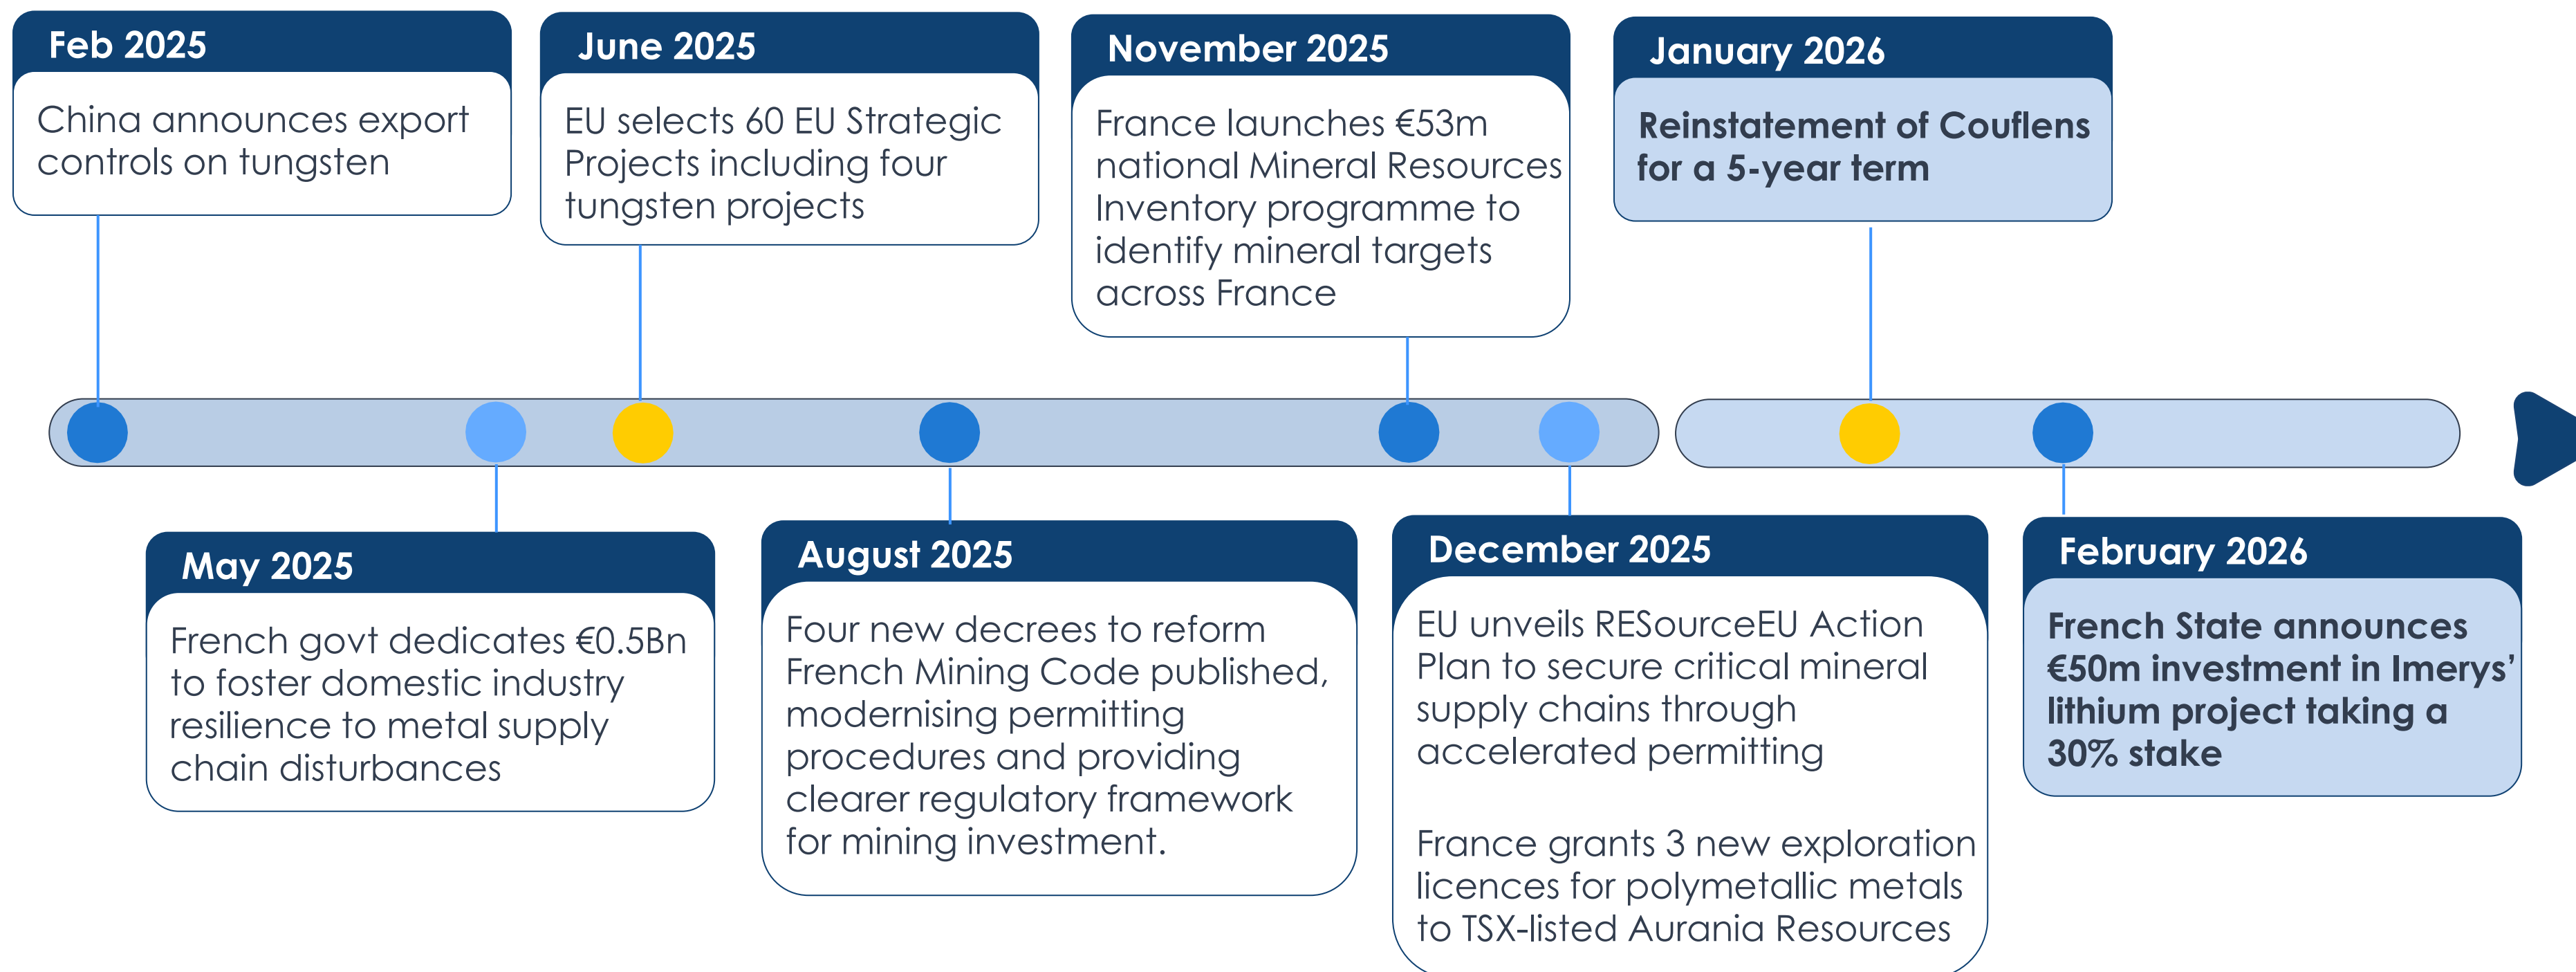 Feb 2025
China announces export
controls on tungsten
June 2025
EU selects 60 EU Strategic
Projects including four
tungsten projects
November 2025
France launches €53m
national Mineral Resources
Inventory programme to
identify mineral targets
across France
January 2026
Reinstatement of Couflens
for a 5-year term
May 2025
French govt dedicates €0.5Bn
to foster domestic industry
resilience to metal supply
chain disturbances
August 2025
Four new decrees to reform
French Mining Code published,
modernising permitting
procedures and providing
clearer regulatory framework
for mining investment.
December 2025
EU unveils RESourceEU Action
Plan to secure critical mineral
supply chains through
accelerated permitting
France grants 3 new exploration
licences for polymetallic metals
to TSX-listed Aurania Resources
February 2026
French State announces
€50m investment in Imerys’
lithium project taking a
30% stake